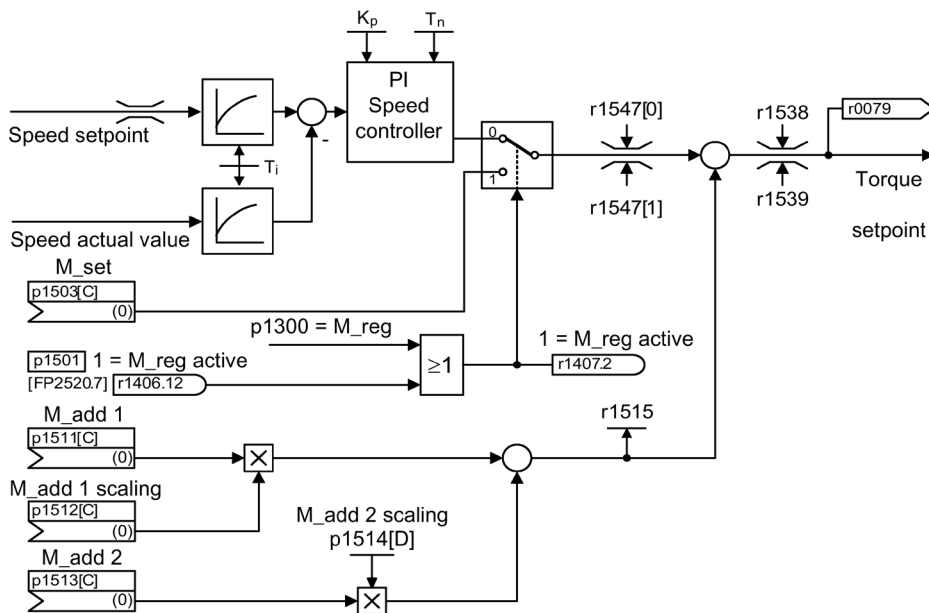 Kp
Tn
PI
Speed
controller
r1547[0]
r1538
r0079
Speed setpoint
-
0
1
Ti
r1547[1]
r1539
Torque
setpoint
Speed actual value
M_set
p1503[C]
(0)
p1300 = M_reg
1 = M_reg active
≥1
r1407.2
p1501 1 = M_reg active
[FP2520.7] r1406.12
M_add 1
r1515
p1511[C]
(0)
×
M_add 1 scaling
p1512[C]
(0)
M_add 2 scaling
p1514[D]
M_add 2
p1513[C]
(0)
×